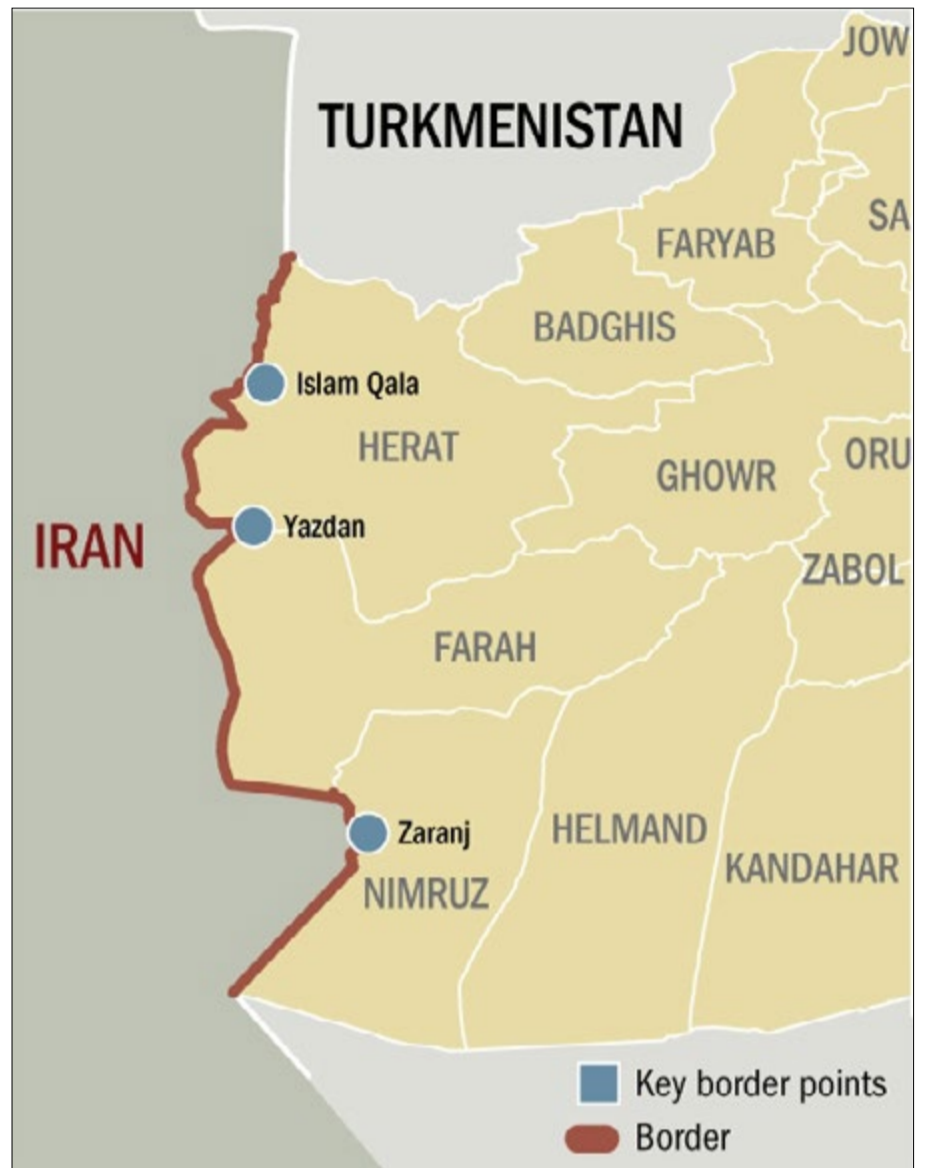 JOW
TURKMENISTAN
SA
FARYAB
BADGHIS
Islam Qala
HERAT
ORU
GHOWR
Yazdan
IRAN
ZABOL
FARAH
Zaranj
HELMAND
KANDAHAR
NIMRUZ
Key border points
Border